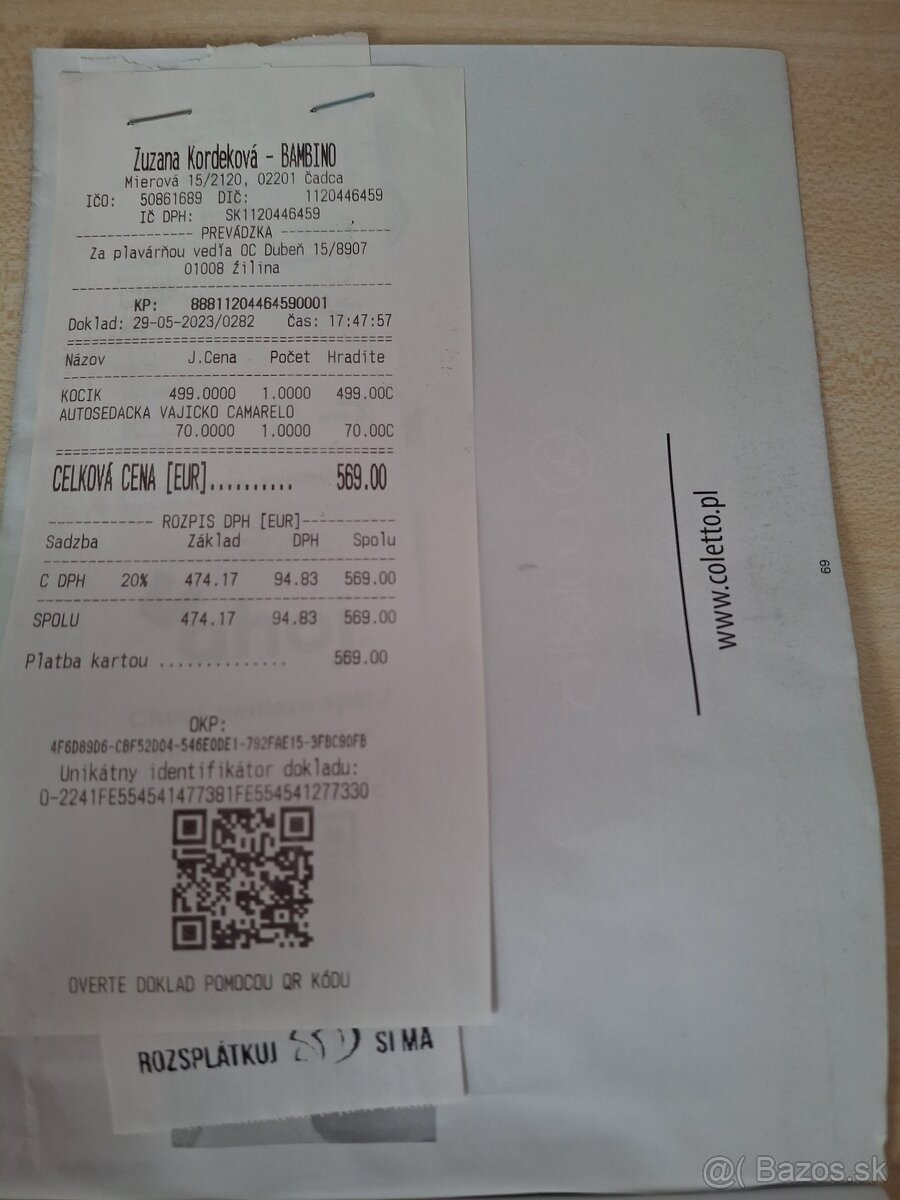 Zuzana Kordeková - BAMBINO
Mierová 15/2120, 02201 Čadca
IČO: 50861689 DIČ: 1120446459
IČ DPH: SK1120446459
--------------- PREVÁDZKA ---------------
Za plavárňou vedľa OC Dubeň 15/8907
01008 Žilina
KP: 88811204464590001
Doklad: 29-05-2023/0282 Čas: 17:47:57
Názov J.Cena Počet Hradíte
KOCIK 499.0000 1.0000 499.00C
AUTOSEDACKA VAJICKO CAMARELO
70.0000 1.0000 70.00C
CELKOVÁ CENA [EUR].......... 569.00
------------- ROZPIS DPH [EUR]-----------
Sadzba Základ DPH Spolu
C DPH 20% 474.17 94.83 569.00
SPOLU 474.17 94.83 569.00
Platba kartou ............... 569.00
OKP:
4F6D89D6-CBF52D04-546E0DE1-792FAE15-3FBC90FB
Unikátny identifikátor dokladu:
O-2241FE554541477381FE554541277330
OVERTE DOKLAD POMOCOU QR KÓDU
ROZSPLÁTKUJ SI MA
www.coletto.pl
69
@( Bazos.sk